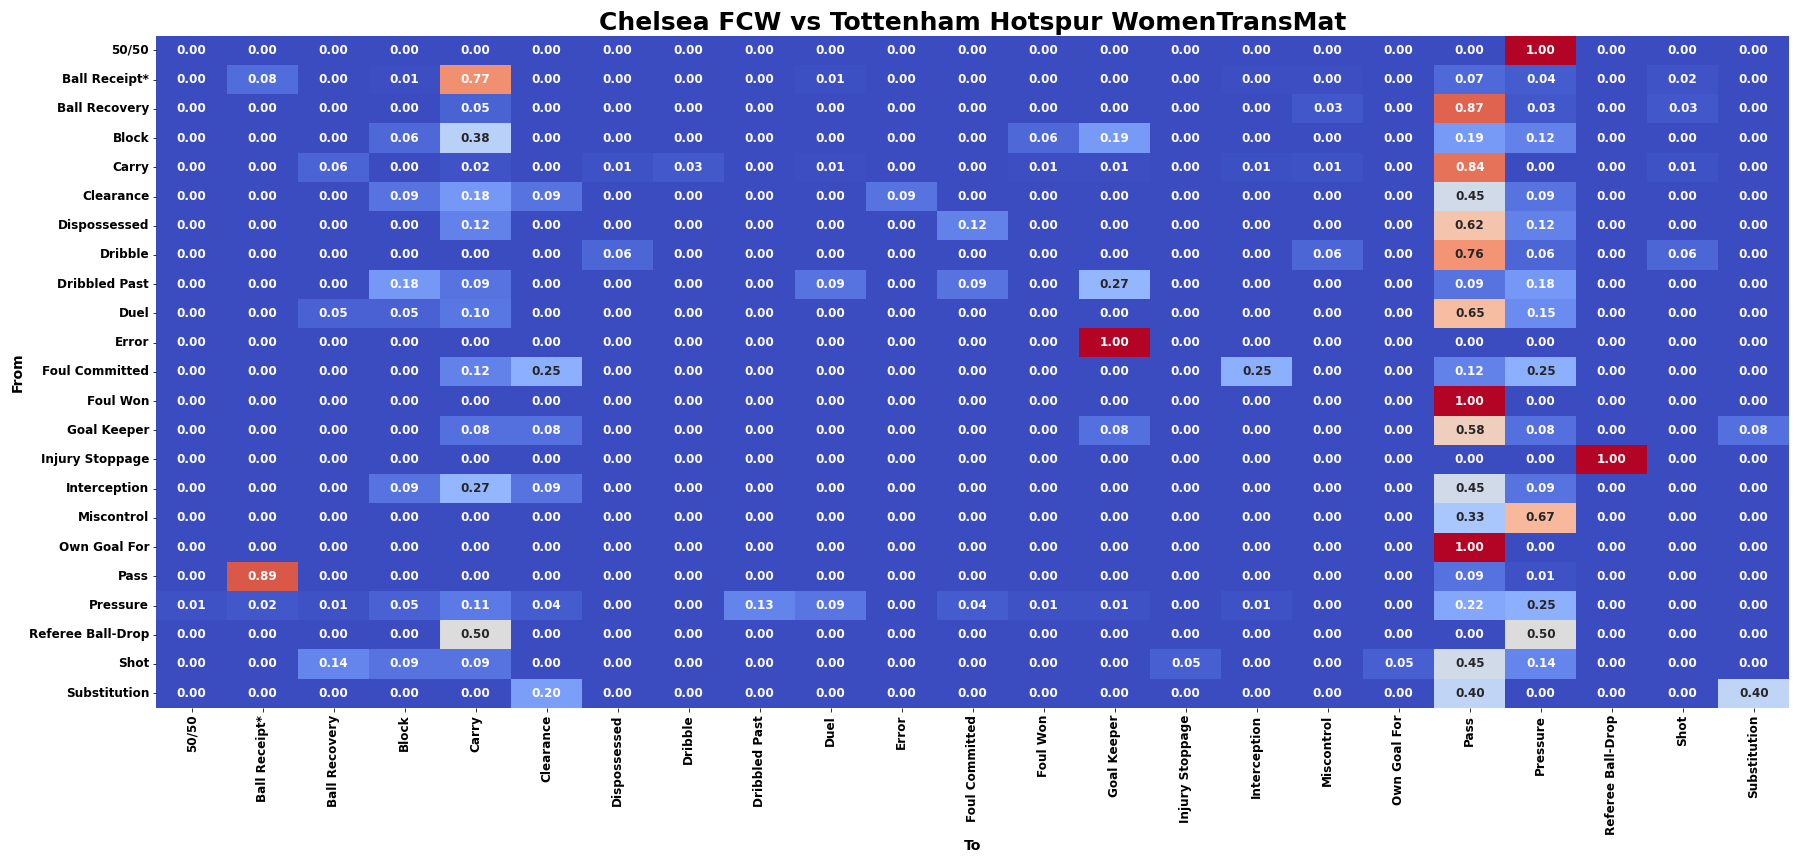 Chelsea FCW vs Tottenham Hotspur WomenTransMat
50/50 0.00 0.00 0.00 0.00 0.00 0.00 0.00 0.00 0.00 0.00 0.00 0.00 0.00 0.00 0.00 0.00 0.00 0.00 0.00 1.00 0.00 0.00 0.00
Ball Receipt* 0.00 0.08 0.00 0.01 0.77 0.00 0.00 0.00 0.00 0.01 0.00 0.00 0.00 0.00 0.00 0.00 0.00 0.00 0.07 0.04 0.00 0.02 0.00
Ball Recovery 0.00 0.00 0.00 0.00 0.05 0.00 0.00 0.00 0.00 0.00 0.00 0.00 0.00 0.00 0.00 0.00 0.03 0.00 0.87 0.03 0.00 0.03 0.00
Block 0.00 0.00 0.00 0.06 0.38 0.00 0.00 0.00 0.00 0.00 0.00 0.00 0.06 0.19 0.00 0.00 0.00 0.00 0.19 0.12 0.00 0.00 0.00
Carry 0.00 0.00 0.06 0.00 0.02 0.00 0.01 0.03 0.00 0.01 0.00 0.00 0.01 0.01 0.00 0.01 0.01 0.00 0.84 0.00 0.00 0.01 0.00
Clearance 0.00 0.00 0.00 0.09 0.18 0.09 0.00 0.00 0.00 0.00 0.09 0.00 0.00 0.00 0.00 0.00 0.00 0.00 0.45 0.09 0.00 0.00 0.00
Dispossessed 0.00 0.00 0.00 0.00 0.12 0.00 0.00 0.00 0.00 0.00 0.00 0.12 0.00 0.00 0.00 0.00 0.00 0.00 0.62 0.12 0.00 0.00 0.00
Dribble 0.00 0.00 0.00 0.00 0.00 0.00 0.06 0.00 0.00 0.00 0.00 0.00 0.00 0.00 0.00 0.00 0.06 0.00 0.76 0.06 0.00 0.06 0.00
Dribbled Past 0.00 0.00 0.00 0.18 0.09 0.00 0.00 0.00 0.00 0.09 0.00 0.09 0.00 0.27 0.00 0.00 0.00 0.00 0.09 0.18 0.00 0.00 0.00
Duel 0.00 0.00 0.05 0.05 0.10 0.00 0.00 0.00 0.00 0.00 0.00 0.00 0.00 0.00 0.00 0.00 0.00 0.00 0.65 0.15 0.00 0.00 0.00
Error 0.00 0.00 0.00 0.00 0.00 0.00 0.00 0.00 0.00 0.00 0.00 0.00 0.00 1.00 0.00 0.00 0.00 0.00 0.00 0.00 0.00 0.00 0.00
Foul Committed 0.00 0.00 0.00 0.00 0.12 0.25 0.00 0.00 0.00 0.00 0.00 0.00 0.00 0.00 0.00 0.25 0.00 0.00 0.12 0.25 0.00 0.00 0.00
Foul Won 0.00 0.00 0.00 0.00 0.00 0.00 0.00 0.00 0.00 0.00 0.00 0.00 0.00 0.00 0.00 0.00 0.00 0.00 1.00 0.00 0.00 0.00 0.00
Goal Keeper 0.00 0.00 0.00 0.00 0.08 0.08 0.00 0.00 0.00 0.00 0.00 0.00 0.00 0.08 0.00 0.00 0.00 0.00 0.58 0.08 0.00 0.00 0.08
Injury Stoppage 0.00 0.00 0.00 0.00 0.00 0.00 0.00 0.00 0.00 0.00 0.00 0.00 0.00 0.00 0.00 0.00 0.00 0.00 0.00 0.00 1.00 0.00 0.00
Interception 0.00 0.00 0.00 0.09 0.27 0.09 0.00 0.00 0.00 0.00 0.00 0.00 0.00 0.00 0.00 0.00 0.00 0.00 0.45 0.09 0.00 0.00 0.00
Miscontrol 0.00 0.00 0.00 0.00 0.00 0.00 0.00 0.00 0.00 0.00 0.00 0.00 0.00 0.00 0.00 0.00 0.00 0.00 0.33 0.67 0.00 0.00 0.00
Own Goal For 0.00 0.00 0.00 0.00 0.00 0.00 0.00 0.00 0.00 0.00 0.00 0.00 0.00 0.00 0.00 0.00 0.00 0.00 1.00 0.00 0.00 0.00 0.00
Pass 0.00 0.89 0.00 0.00 0.00 0.00 0.00 0.00 0.00 0.00 0.00 0.00 0.00 0.00 0.00 0.00 0.00 0.00 0.09 0.01 0.00 0.00 0.00
Pressure 0.01 0.02 0.01 0.05 0.11 0.04 0.00 0.00 0.13 0.09 0.00 0.04 0.01 0.01 0.00 0.01 0.00 0.00 0.22 0.25 0.00 0.00 0.00
Referee Ball-Drop 0.00 0.00 0.00 0.00 0.50 0.00 0.00 0.00 0.00 0.00 0.00 0.00 0.00 0.00 0.00 0.00 0.00 0.00 0.00 0.50 0.00 0.00 0.00
Shot 0.00 0.00 0.14 0.09 0.09 0.00 0.00 0.00 0.00 0.00 0.00 0.00 0.00 0.00 0.05 0.00 0.00 0.05 0.45 0.14 0.00 0.00 0.00
Substitution 0.00 0.00 0.00 0.00 0.00 0.20 0.00 0.00 0.00 0.00 0.00 0.00 0.00 0.00 0.00 0.00 0.00 0.00 0.40 0.00 0.00 0.00 0.40
From
50/50
Ball Receipt*
Ball Recovery
Block
Carry
Clearance
Dispossessed
Dribble
Dribbled Past
Duel
Error
Foul Committed
Foul Won
Goal Keeper
Injury Stoppage
Interception
Miscontrol
Own Goal For
Pass
Pressure
Referee Ball-Drop
Shot
Substitution
To